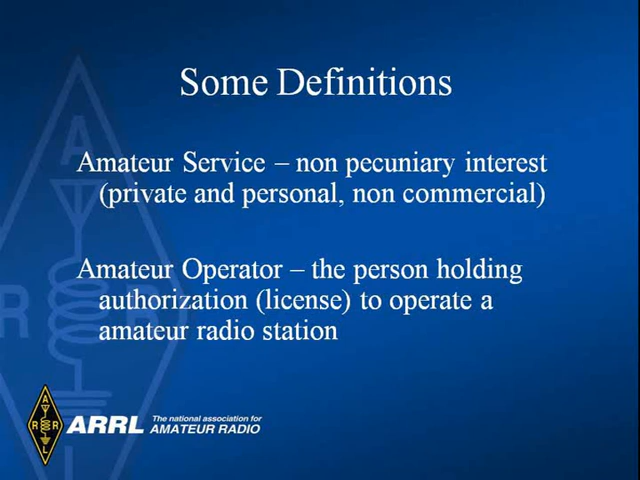 Some Definitions
Amateur Service – non pecuniary interest
(private and personal, non commercial)
Amateur Operator – the person holding
authorization (license) to operate a
amateur radio station
A
R R
L
A
R R
L
ARRL The national association for
AMATEUR RADIO